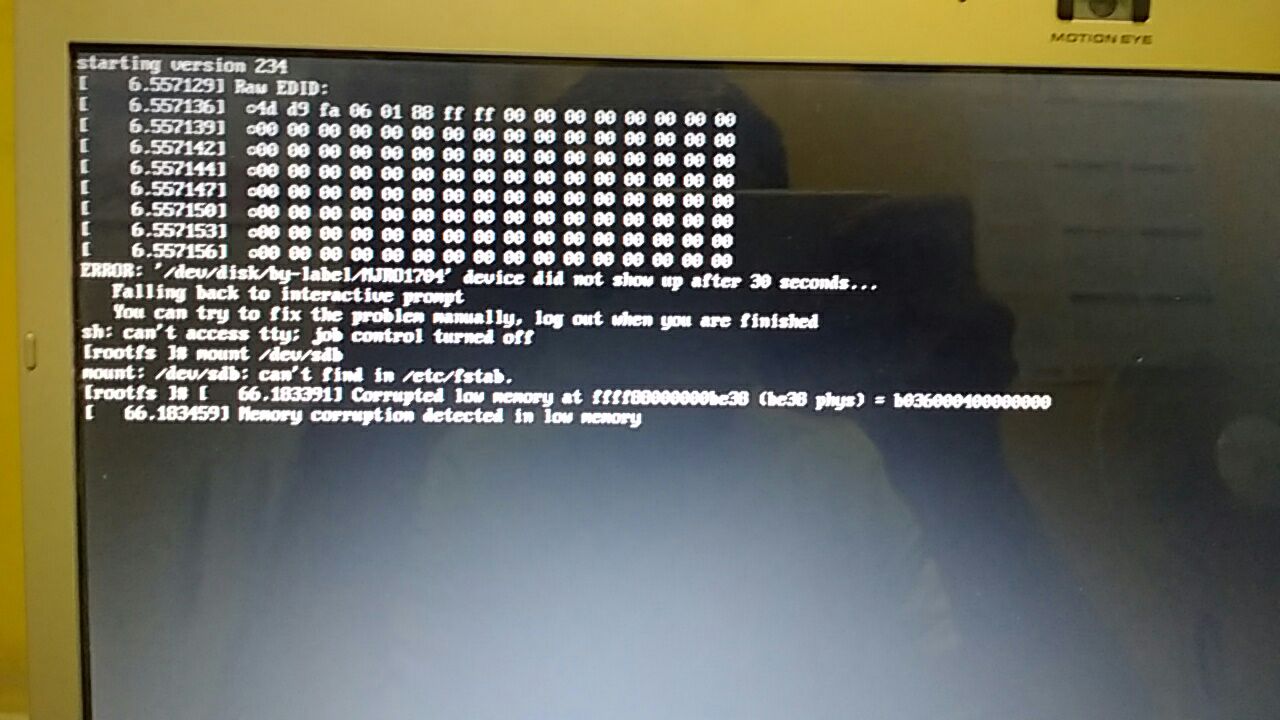 MOTION EYE
starting version 234
[    6.557129] Raw EDID:
[    6.557136]  c4d d9 fa 06 01 88 ff ff 00 00 00 00 00 00 00 00
[    6.557139]  c00 00 00 00 00 00 00 00 00 00 00 00 00 00 00 00
[    6.557142]  c00 00 00 00 00 00 00 00 00 00 00 00 00 00 00 00
[    6.557144]  c00 00 00 00 00 00 00 00 00 00 00 00 00 00 00 00
[    6.557147]  c00 00 00 00 00 00 00 00 00 00 00 00 00 00 00 00
[    6.557150]  c00 00 00 00 00 00 00 00 00 00 00 00 00 00 00 00
[    6.557153]  c00 00 00 00 00 00 00 00 00 00 00 00 00 00 00 00
[    6.557156]  c00 00 00 00 00 00 00 00 00 00 00 00 00 00 00 00
ERROR: '/dev/disk/by-label/MJRO1704' device did not show up after 30 seconds...
   Falling back to interactive prompt
   You can try to fix the problem manually, log out when you are finished
sh: can't access tty; job control turned off
[rootfs ]# mount /dev/sdb
mount: /dev/sdb: can't find in /etc/fstab.
[rootfs ]# [   66.183391] Corrupted low memory at ffff88000000be38 (be38 phys) = b036000400000000
[   66.183459] Memory corruption detected in low memory